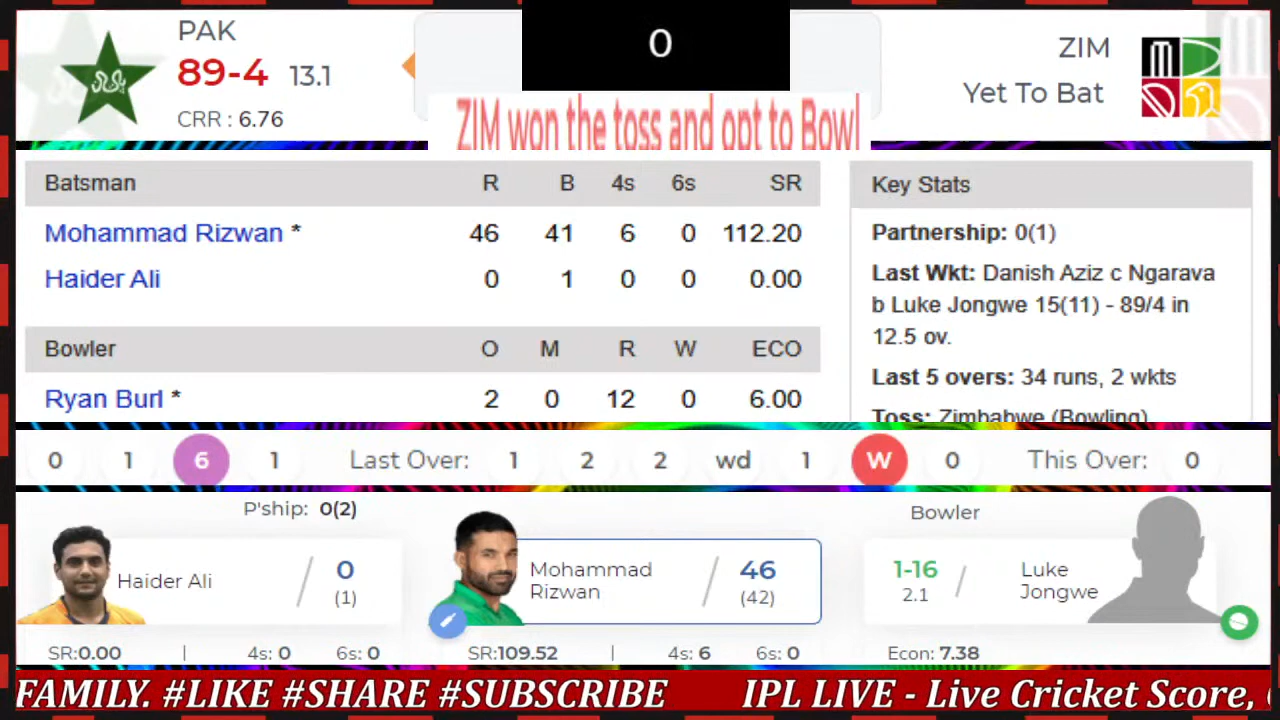 PAK
89-4 13.1
CRR : 6.76
0
ZIM won the toss and opt to Bowl
ZIM
Yet To Bat
Batsman R B 4s 6s SR
Mohammad Rizwan * 46 41 6 0 112.20
Haider Ali 0 1 0 0 0.00
Bowler O M R W ECO
Ryan Burl * 2 0 12 0 6.00
Key Stats
Partnership: 0(1)
Last Wkt: Danish Aziz c Ngarava
b Luke Jongwe 15(11) - 89/4 in
12.5 ov.
Last 5 overs: 34 runs, 2 wkts
Toss: Zimbabwe (Bowling)
0 1 6 1 Last Over: 1 2 2 wd 1 W 0 This Over: 0
P'ship: 0(2)
Haider Ali 0
(1)
SR:0.00 | 4s: 0 6s: 0
Mohammad
Rizwan 46
(42)
SR:109.52 | 4s: 6 6s: 0
Bowler
1-16
2.1
Luke
Jongwe
Econ: 7.38
FAMILY. #LIKE #SHARE #SUBSCRIBE IPL LIVE - Live Cricket Score,